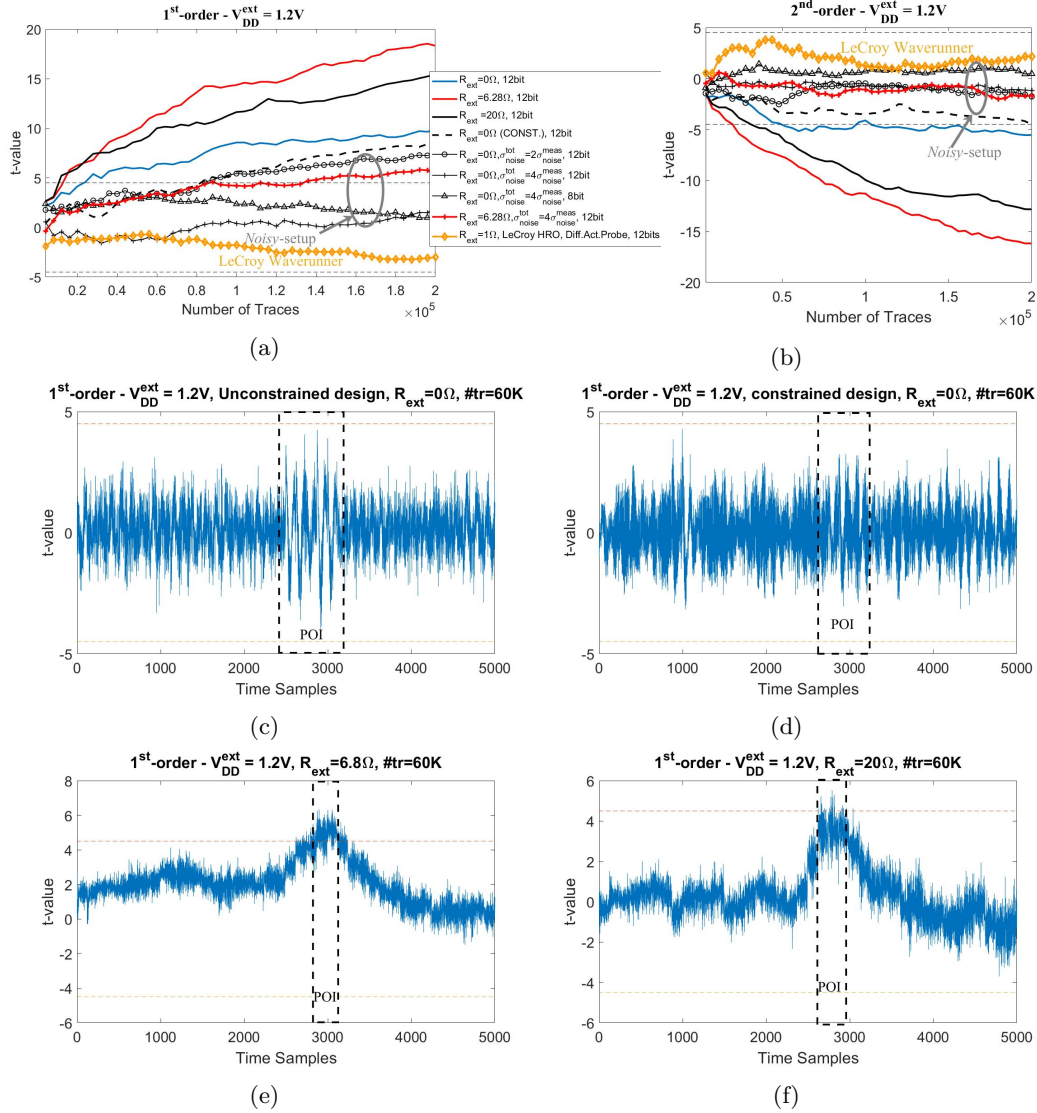 1st-order - V_DD^ext = 1.2V
20
15
10
5
0
-5
t-value
0.2 0.4 0.6 0.8 1 1.2 1.4 1.6 1.8 2
Number of Traces ×10^5
Noisy-setup
LeCroy Waverunner
R_ext=0Ω, 12bit
R_ext=6.28Ω, 12bit
R_ext=20Ω, 12bit
R_ext=0Ω (CONST.), 12bit
R_ext=0Ω,σ_noise^tot=2σ_noise^meas, 12bit
R_ext=0Ω,σ_noise^tot=4σ_noise^meas, 12bit
R_ext=0Ω,σ_noise^tot=4σ_noise^meas, 8bit
R_ext=6.28Ω,σ_noise^tot=4σ_noise^meas, 12bit
R_ext=1Ω, LeCroy HRO, Diff.Act.Probe, 12bits
(a)
2nd-order - V_DD^ext = 1.2V
LeCroy Waverunner
5
0
-5
-10
-15
-20
t-value
Noisy-setup
0.5 1 1.5 2
Number of Traces ×10^5
(b)
1st-order - V_DD^ext = 1.2V, Unconstrained design, R_ext=0Ω, #tr=60K
5
0
-5
t-value
POI
0 1000 2000 3000 4000 5000
Time Samples
(c)
1st-order - V_DD^ext = 1.2V, constrained design, R_ext=0Ω, #tr=60K
5
0
-5
t-value
POI
0 1000 2000 3000 4000 5000
Time Samples
(d)
1st-order - V_DD^ext = 1.2V, R_ext=6.8Ω, #tr=60K
8
6
4
2
0
-2
-4
-6
t-value
POI
0 1000 2000 3000 4000 5000
Time Samples
(e)
1st-order - V_DD^ext = 1.2V, R_ext=20Ω, #tr=60K
6
4
2
0
-2
-4
-6
t-value
POI
0 1000 2000 3000 4000 5000
Time Samples
(f)